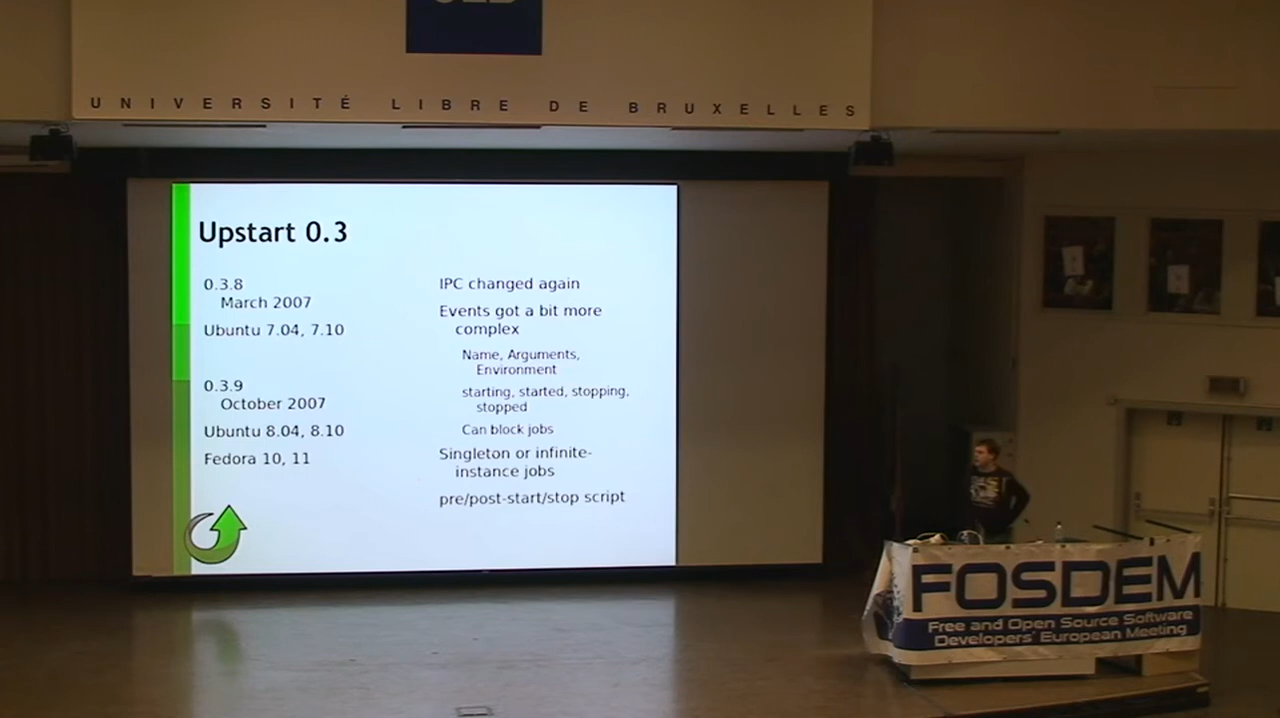 UNIVERSITÉ LIBRE DE BRUXELLES
Upstart 0.3
0.3.8
March 2007
Ubuntu 7.04, 7.10
0.3.9
October 2007
Ubuntu 8.04, 8.10
Fedora 10, 11
IPC changed again
Events got a bit more
complex
Name, Arguments,
Environment
starting, started, stopping,
stopped
Can block jobs
Singleton or infinite-
instance jobs
pre/post-start/stop script
FOSDEM
Free and Open Source Software
Developers' European Meeting